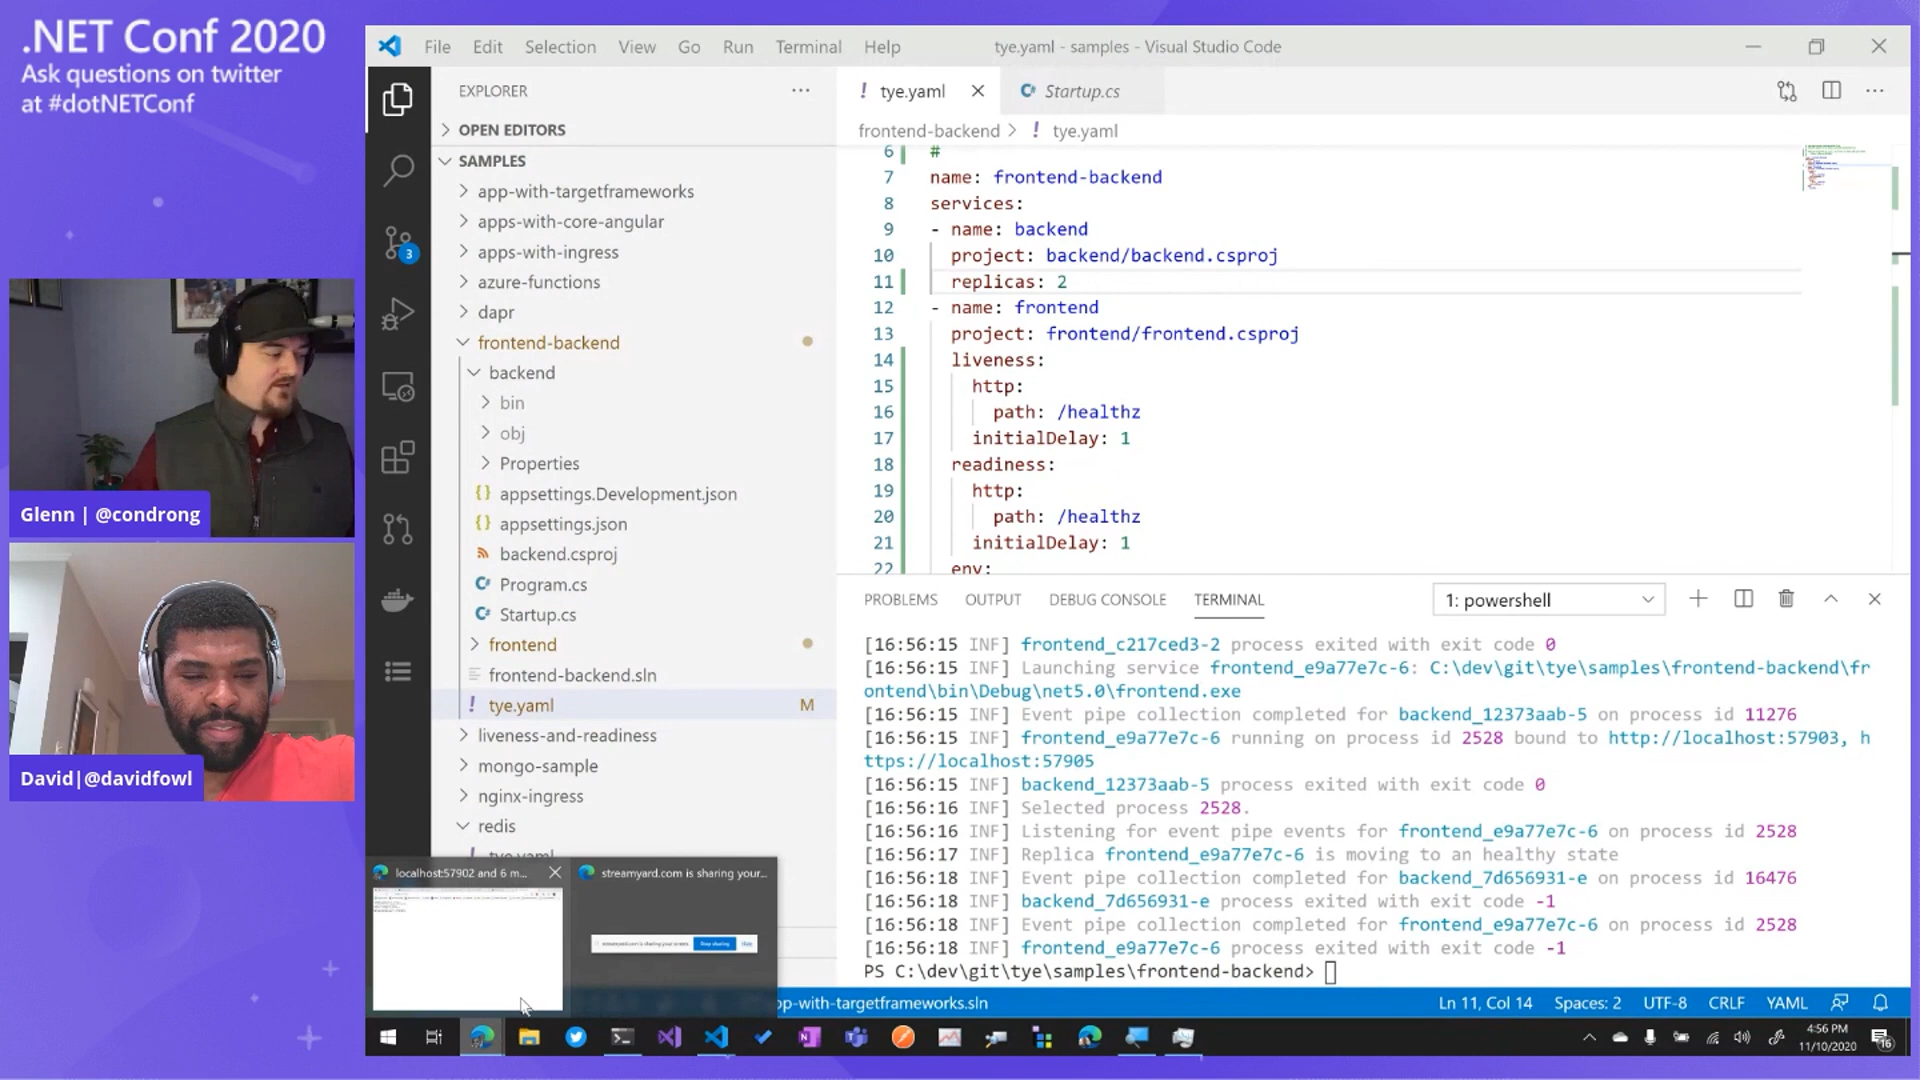 .NET Conf 2020
Ask questions on twitter
at #dotNETConf
Glenn | @condrong
David|@davidfowl
File Edit Selection View Go Run Terminal Help
tye.yaml - samples - Visual Studio Code
EXPLORER
OPEN EDITORS
SAMPLES
app-with-targetframeworks
apps-with-core-angular
apps-with-ingress
azure-functions
dapr
frontend-backend
backend
bin
obj
Properties
appsettings.Development.json
appsettings.json
backend.csproj
Program.cs
Startup.cs
frontend
frontend-backend.sln
tye.yaml M
liveness-and-readiness
mongo-sample
nginx-ingress
redis
3
tye.yaml
Startup.cs
frontend-backend > ! tye.yaml
6 #
7 name: frontend-backend
8 services:
9 - name: backend
10 project: backend/backend.csproj
11 replicas: 2
12 - name: frontend
13 project: frontend/frontend.csproj
14 liveness:
15 http:
16 path: /healthz
17 initialDelay: 1
18 readiness:
19 http:
20 path: /healthz
21 initialDelay: 1
22 env:
PROBLEMS OUTPUT DEBUG CONSOLE TERMINAL
1: powershell
[16:56:15 INF] frontend_c217ced3-2 process exited with exit code 0
[16:56:15 INF] Launching service frontend_e9a77e7c-6: C:\dev\git\tye\samples\frontend-backend\fr
ontend\bin\Debug\net5.0\frontend.exe
[16:56:15 INF] Event pipe collection completed for backend_12373aab-5 on process id 11276
[16:56:15 INF] frontend_e9a77e7c-6 running on process id 2528 bound to http://localhost:57903, h
ttps://localhost:57905
[16:56:15 INF] backend_12373aab-5 process exited with exit code 0
[16:56:16 INF] Selected process 2528.
[16:56:16 INF] Listening for event pipe events for frontend_e9a77e7c-6 on process id 2528
[16:56:17 INF] Replica frontend_e9a77e7c-6 is moving to an healthy state
[16:56:18 INF] Event pipe collection completed for backend_7d656931-e on process id 16476
[16:56:18 INF] backend_7d656931-e process exited with exit code -1
[16:56:18 INF] Event pipe collection completed for frontend_e9a77e7c-6 on process id 2528
[16:56:18 INF] frontend_e9a77e7c-6 process exited with exit code -1
PS C:\dev\git\tye\samples\frontend-backend>
localhost:57902 and 6 m...
streamyard.com is sharing your...
streamyard.com is sharing your screen. Stop sharing Hide
pp-with-targetframeworks.sln
Ln 11, Col 14 Spaces: 2 UTF-8 CRLF YAML
4:56 PM
11/10/2020
16